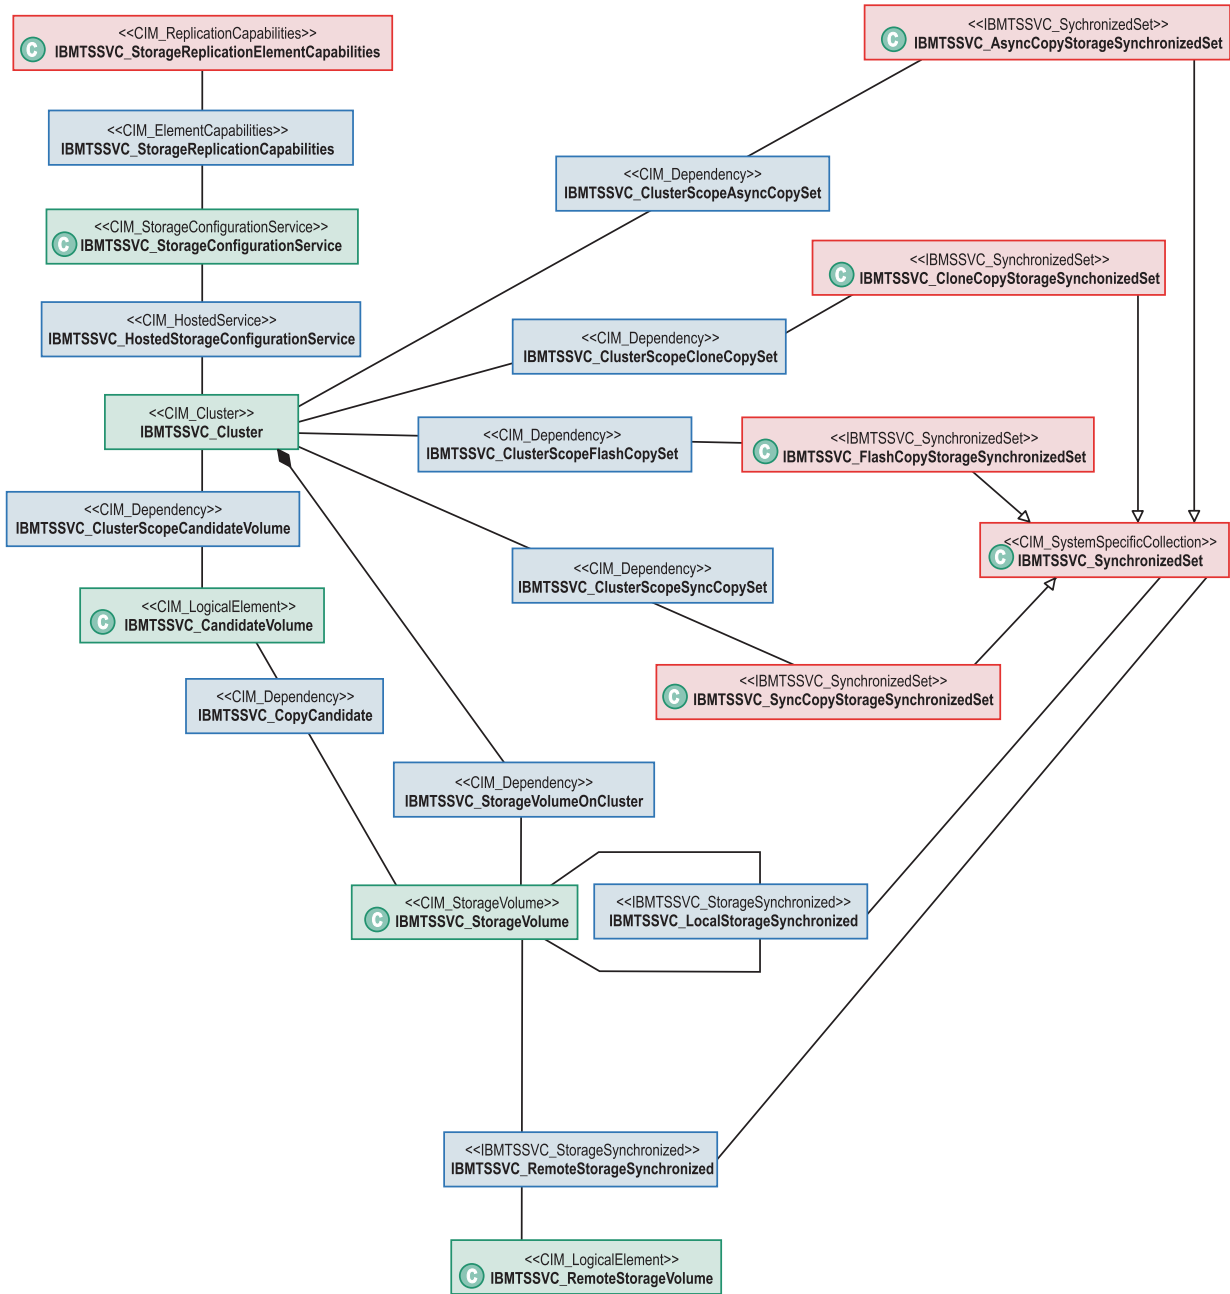 <<CIM_ReplicationCapabilities>>
C
IBMTSSVC_StorageReplicationElementCapabilities
<<IBMTSSVC_SychronizedSet>>
C
IBMTSSVC_AsyncCopyStorageSynchronizedSet
<<CIM_ElementCapabilities>>
IBMTSSVC_StorageReplicationCapabilities
<<CIM_Dependency>>
IBMTSSVC_ClusterScopeAsyncCopySet
<<CIM_StorageConfigurationService>>
C
IBMTSSVC_StorageConfigurationService
<<IBMSSVC_SynchronizedSet>>
C
IBMTSSVC_CloneCopyStorageSynchonizedSet
<<CIM_HostedService>>
IBMTSSVC_HostedStorageConfigurationService
<<CIM_Dependency>>
IBMTSSVC_ClusterScopeCloneCopySet
<<CIM_Cluster>>
IBMTSSVC_Cluster
<<CIM_Dependency>>
IBMTSSVC_ClusterScopeFlashCopySet
<<IBMTSSVC_SynchronizedSet>>
C
IBMTSSVC_FlashCopyStorageSynchronizedSet
<<CIM_Dependency>>
IBMTSSVC_ClusterScopeCandidateVolume
<<CIM_SystemSpecificCollection>>
C
IBMTSSVC_SynchronizedSet
<<CIM_Dependency>>
IBMTSSVC_ClusterScopeSyncCopySet
<<CIM_LogicalElement>>
C
IBMTSSVC_CandidateVolume
<<IBMTSSVC_SynchronizedSet>>
C
IBMTSSVC_SyncCopyStorageSynchronizedSet
<<CIM_Dependency>>
IBMTSSVC_CopyCandidate
<<CIM_Dependency>>
IBMTSSVC_StorageVolumeOnCluster
<<CIM_StorageVolume>>
C
IBMTSSVC_StorageVolume
<<IBMTSSVC_StorageSynchronized>>
IBMTSSVC_LocalStorageSynchronized
<<IBMTSSVC_StorageSynchronized>>
IBMTSSVC_RemoteStorageSynchronized
<<CIM_LogicalElement>>
C
IBMTSSVC_RemoteStorageVolume